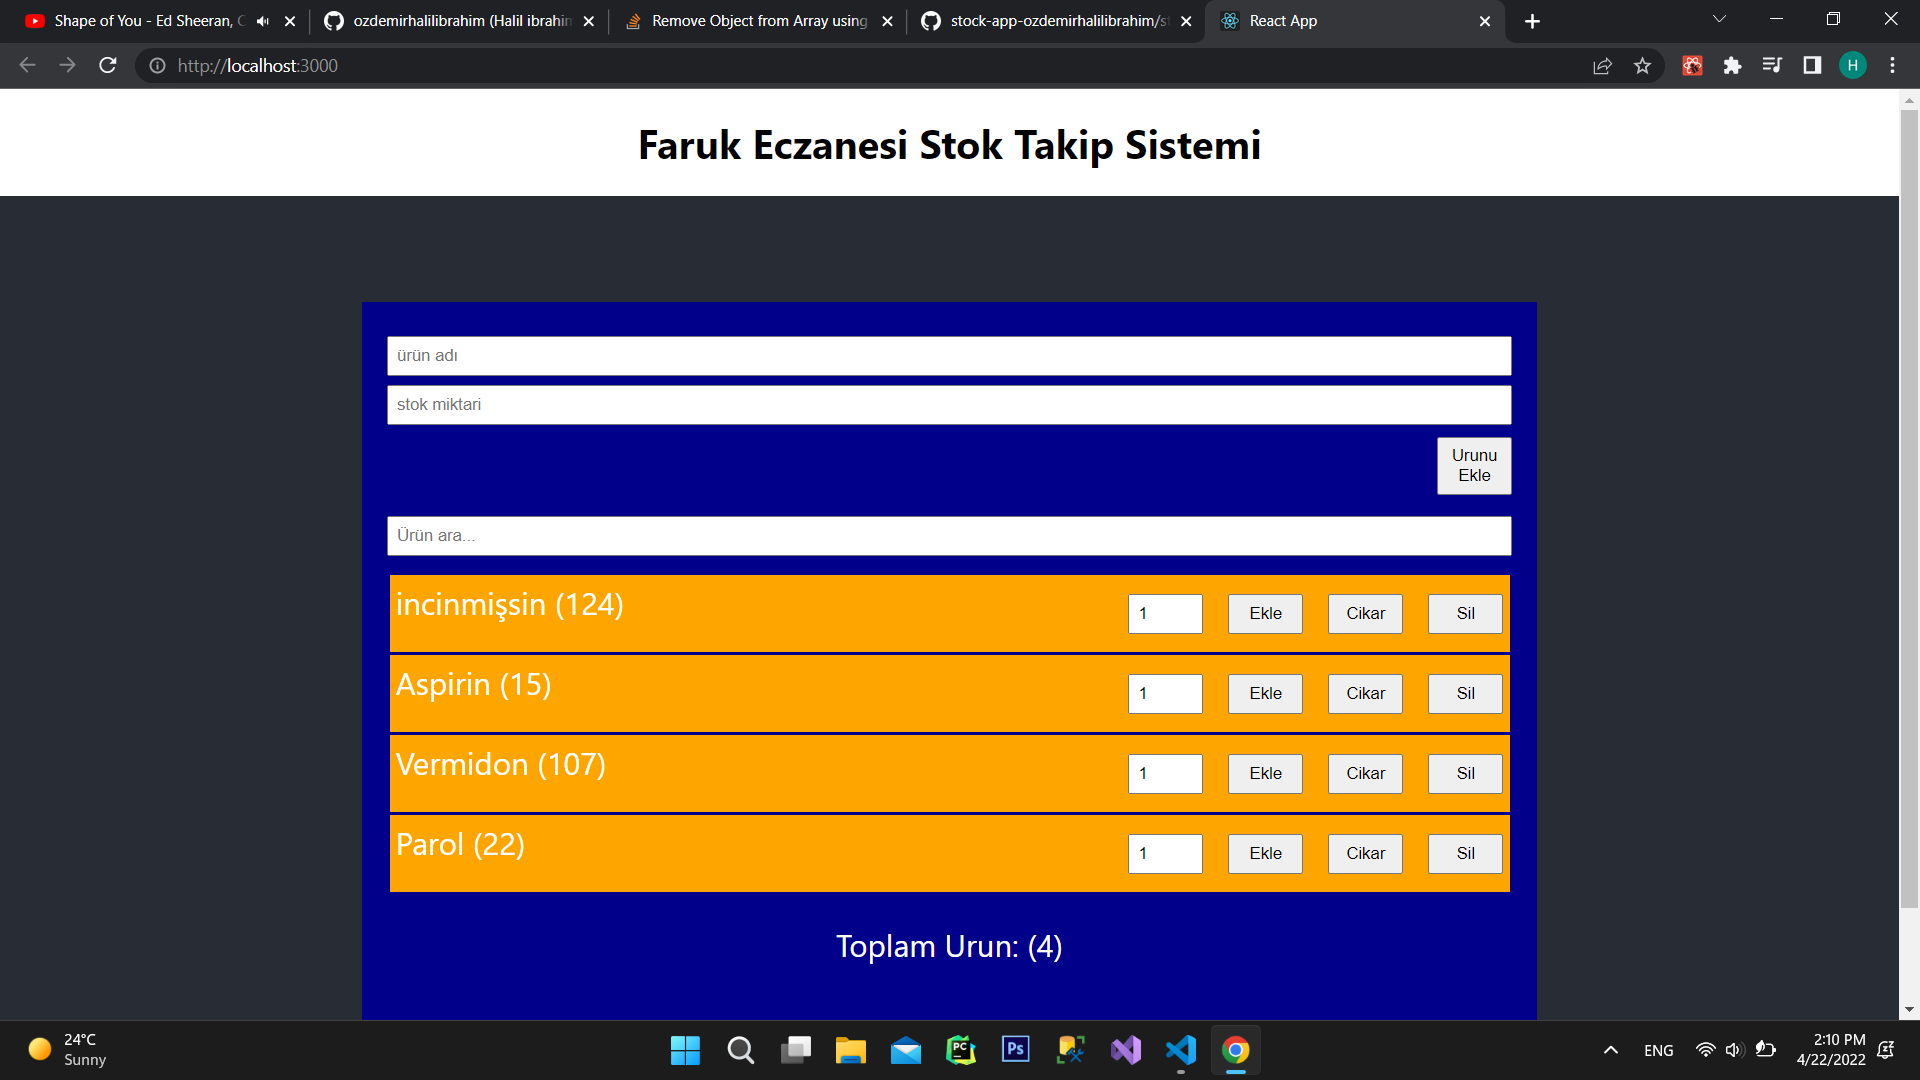 Shape of You - Ed Sheeran, C
ozdemirhalilibrahim (Halil ibrahim
Remove Object from Array using
stock-app-ozdemirhalilibrahim/st
React App
http://localhost:3000
H
Faruk Eczanesi Stok Takip Sistemi
ürün adı
stok miktari
Urunu
Ekle
Ürün ara...
incinmişsin (124) 1 Ekle Cikar Sil
Aspirin (15) 1 Ekle Cikar Sil
Vermidon (107) 1 Ekle Cikar Sil
Parol (22) 1 Ekle Cikar Sil
Toplam Urun: (4)
24°C
Sunny
PC
Ps
ENG
2:10 PM
4/22/2022